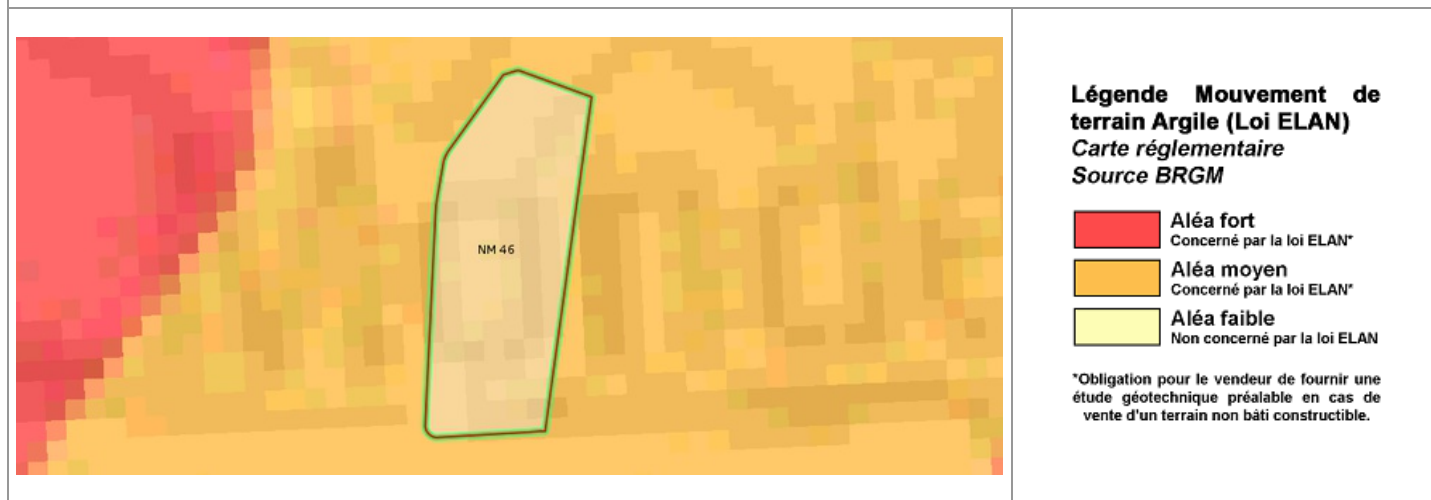 NM 46
Légende Mouvement de
terrain Argile (Loi ELAN)
Carte réglementaire
Source BRGM
Aléa fort
Concerné par la loi ELAN*
Aléa moyen
Concerné par la loi ELAN*
Aléa faible
Non concerné par la loi ELAN
*Obligation pour le vendeur de fournir une
étude géotechnique préalable en cas de
vente d'un terrain non bâti constructible.